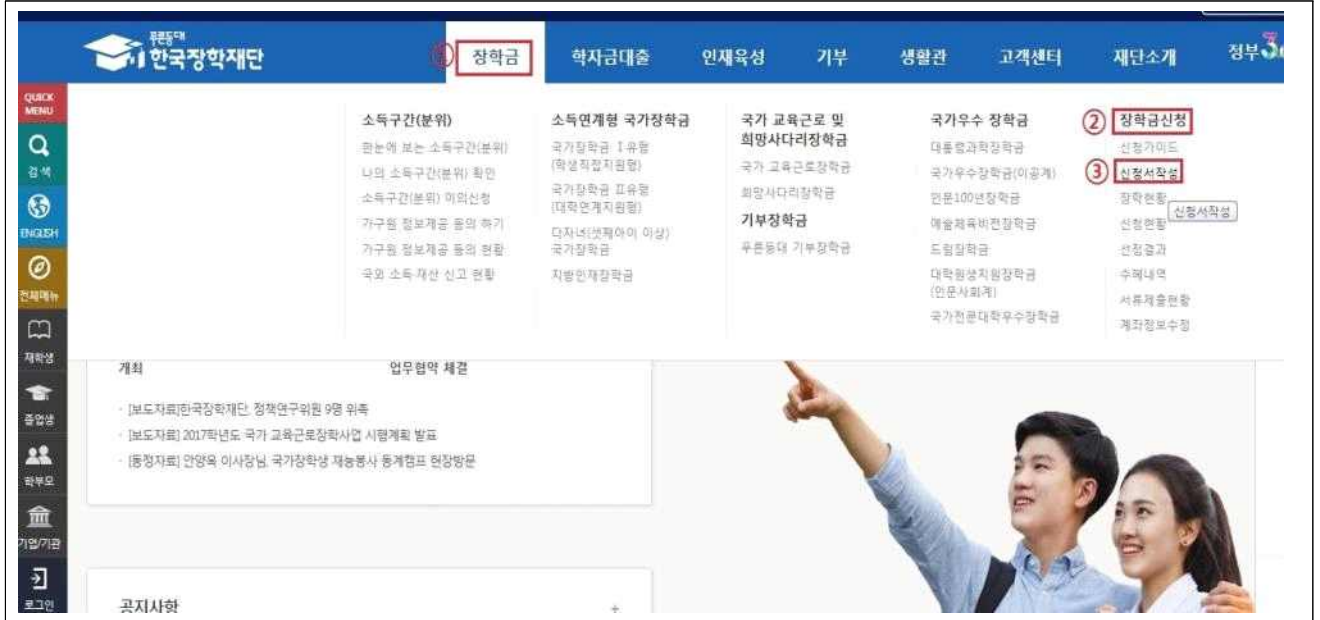 푸른등대
한국장학재단
① 장학금
학자금대출
인재육성
기부
생활관
고객센터
재단소개
정부
QUICK
MENU
검색
ENGLISH
전체메뉴
재학생
졸업생
학부모
기업/기관
로그인
소득구간(분위)
한눈에 보는 소득구간(분위)
나의 소득구간(분위) 확인
소득구간(분위) 이의신청
가구원 정보제공 동의 하기
가구원 정보제공 동의 현황
국외 소득·재산 신고 현황
소득연계형 국가장학금
국가장학금 Ⅰ유형
(학생직접지원형)
국가장학금 Ⅱ유형
(대학연계지원형)
다자녀(셋째아이 이상)
국가장학금
지방인재장학금
국가 교육근로 및
희망사다리장학금
국가 교육근로장학금
희망사다리장학금
기부장학금
푸른등대 기부장학금
국가우수 장학금
대통령과학장학금
국가우수장학금(이공계)
인문100년장학금
예술체육비전장학금
드림장학금
대학원생지원장학금
(인문사회계)
국가전문대학우수장학금
② 장학금신청
신청가이드
③ 신청서작성
장학현황
신청서작성
신청현황
선정결과
수혜내역
서류제출현황
계좌정보수정
개최
업무협약 체결
· [보도자료]한국장학재단, 정책연구위원 9명 위촉
· [보도자료] 2017학년도 국가 교육근로장학사업 시행계획 발표
· [동정자료] 안양옥 이사장님, 국가장학생 재능봉사 동계캠프 현장방문
공지사항
+